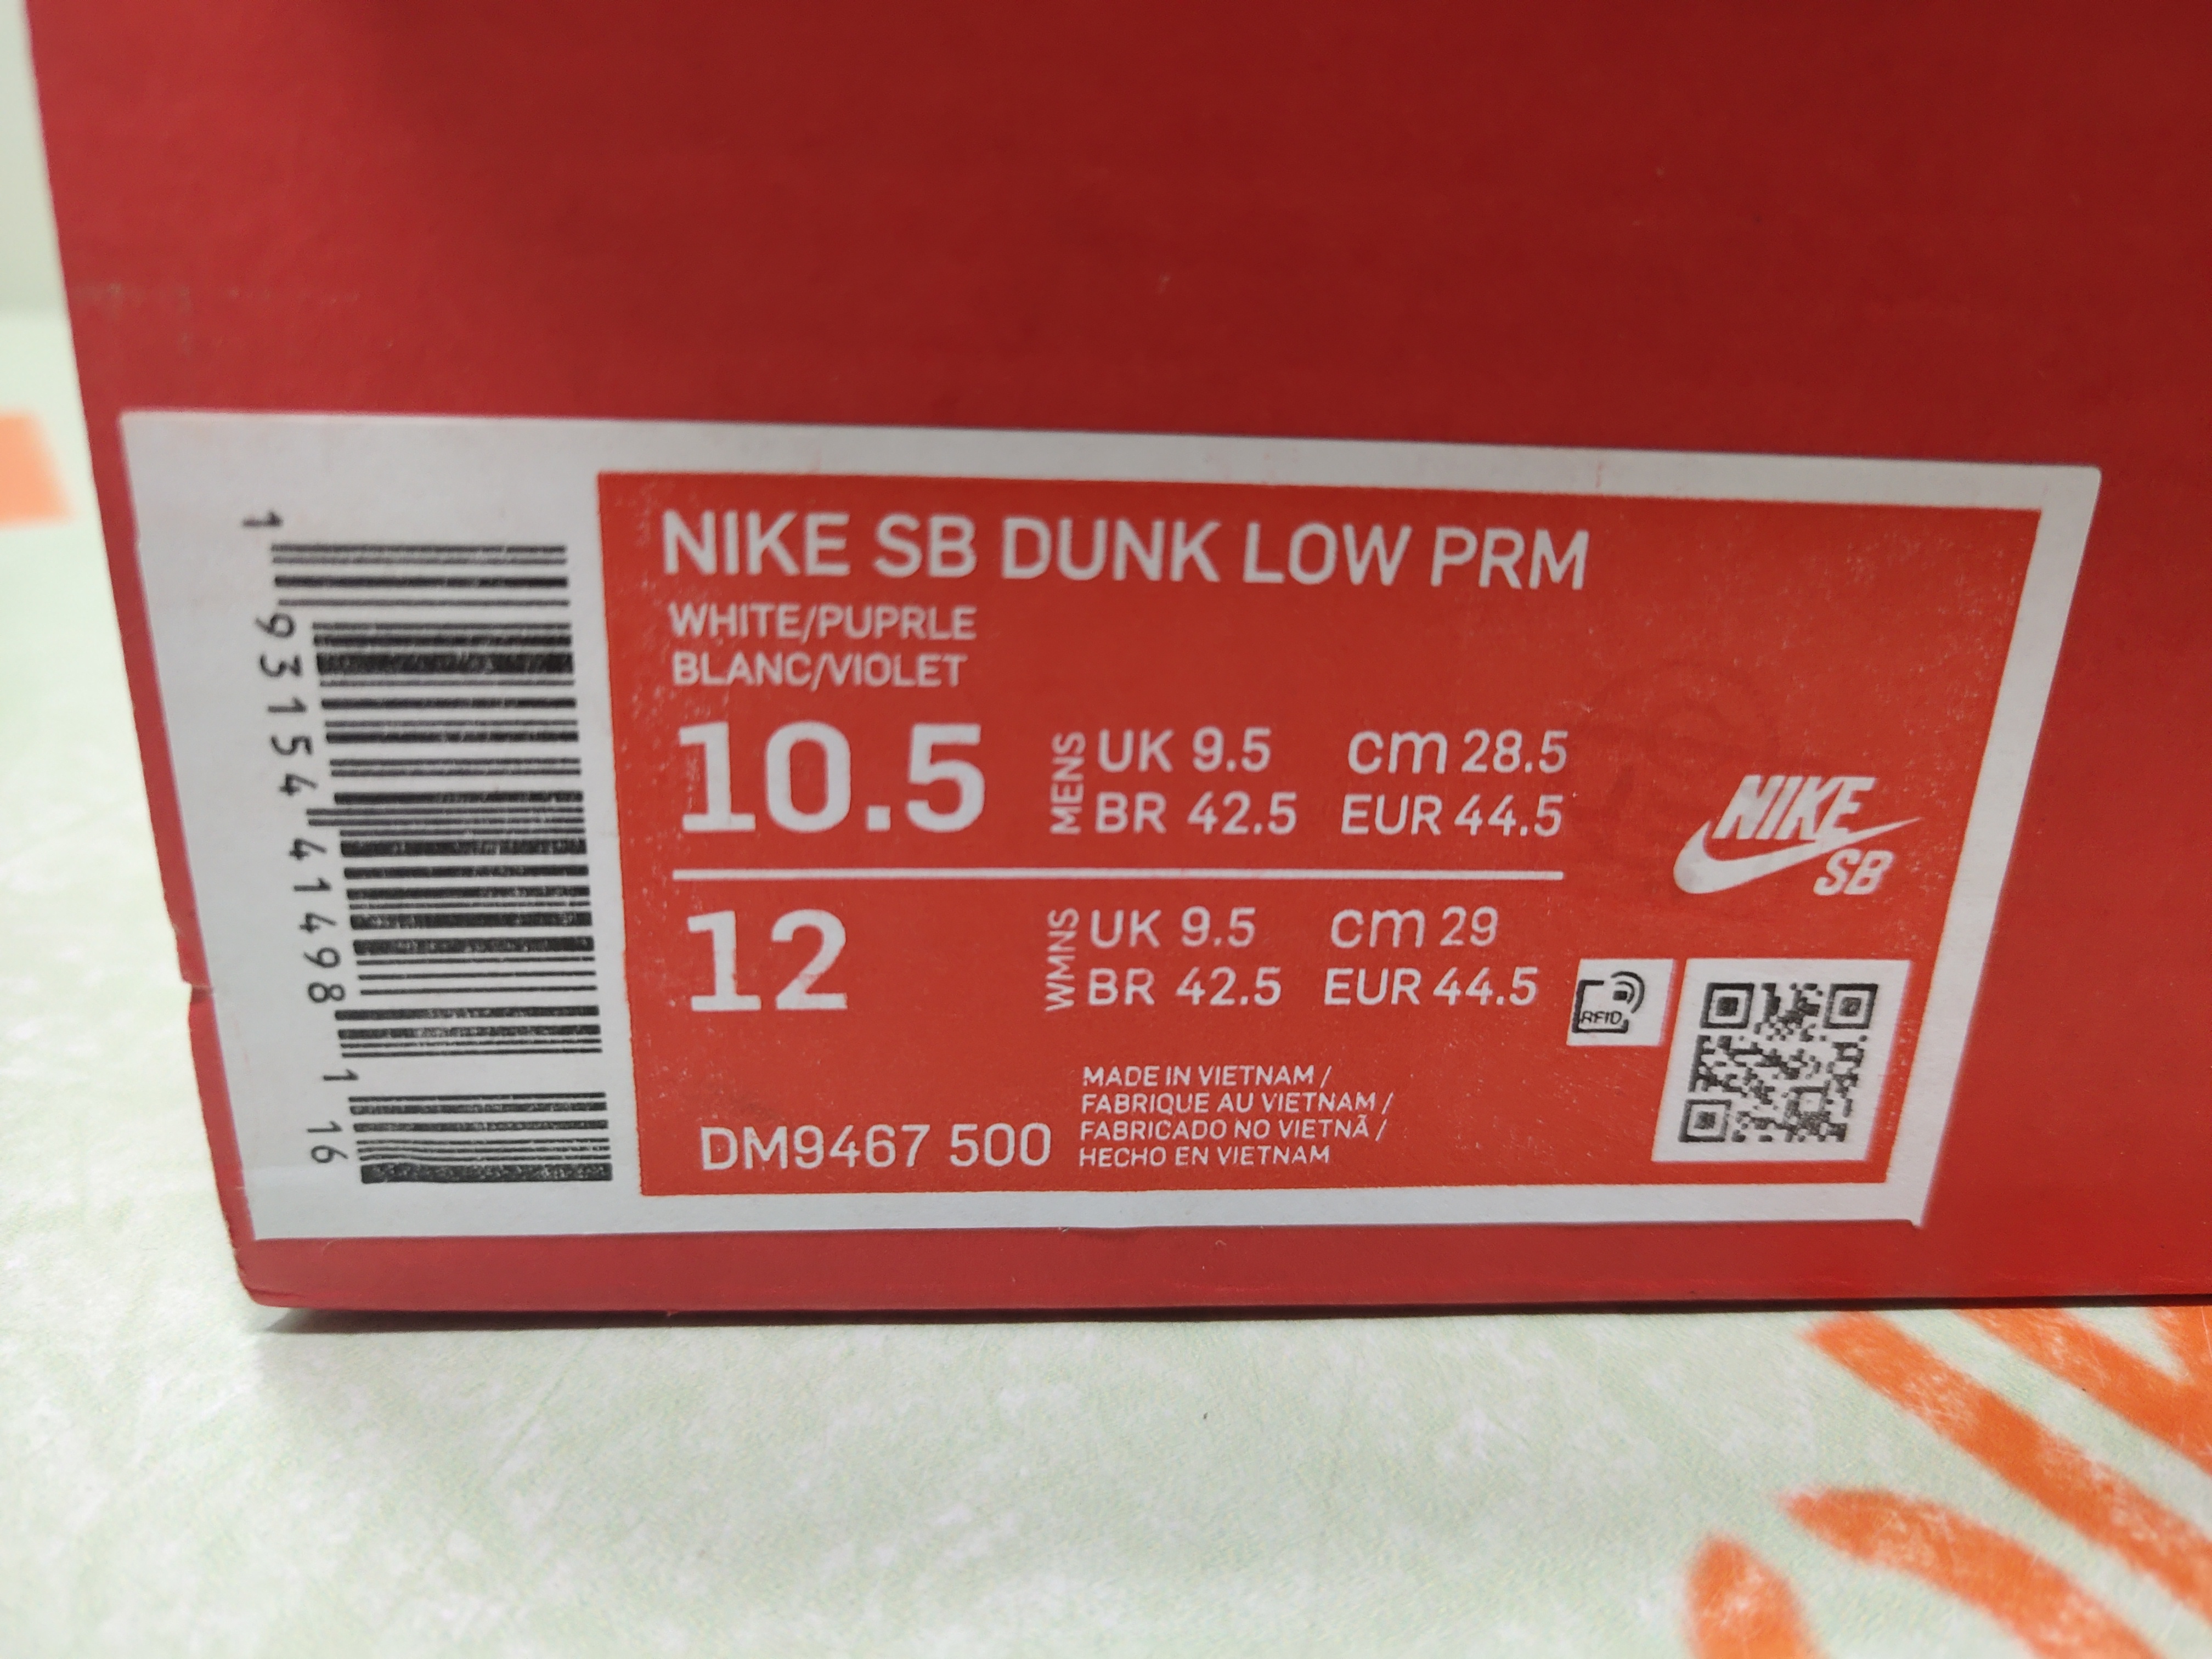 NIKE SB DUNK LOW PRM
WHITE/PUPRLE
BLANC/VIOLET
10.5 MENS UK 9.5 cm 28.5
BR 42.5 EUR 44.5
12 WMNS UK 9.5 cm 29
BR 42.5 EUR 44.5
NIKE
SB
RFID
MADE IN VIETNAM /
FABRIQUE AU VIETNAM /
FABRICADO NO VIETNÃ /
HECHO EN VIETNAM
DM9467 500
1 93154 41498 1 16